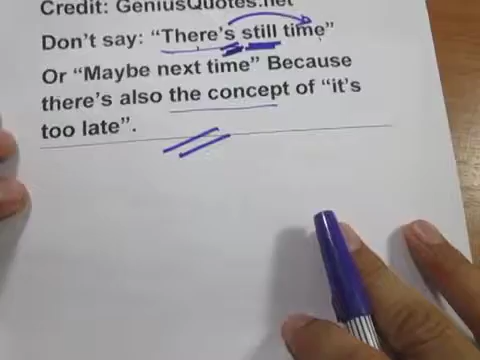 Credit: GeniusQuotes.net
Don't say: “There's still time”
Or “Maybe next time” Because
there's also the concept of “it's
too late”.